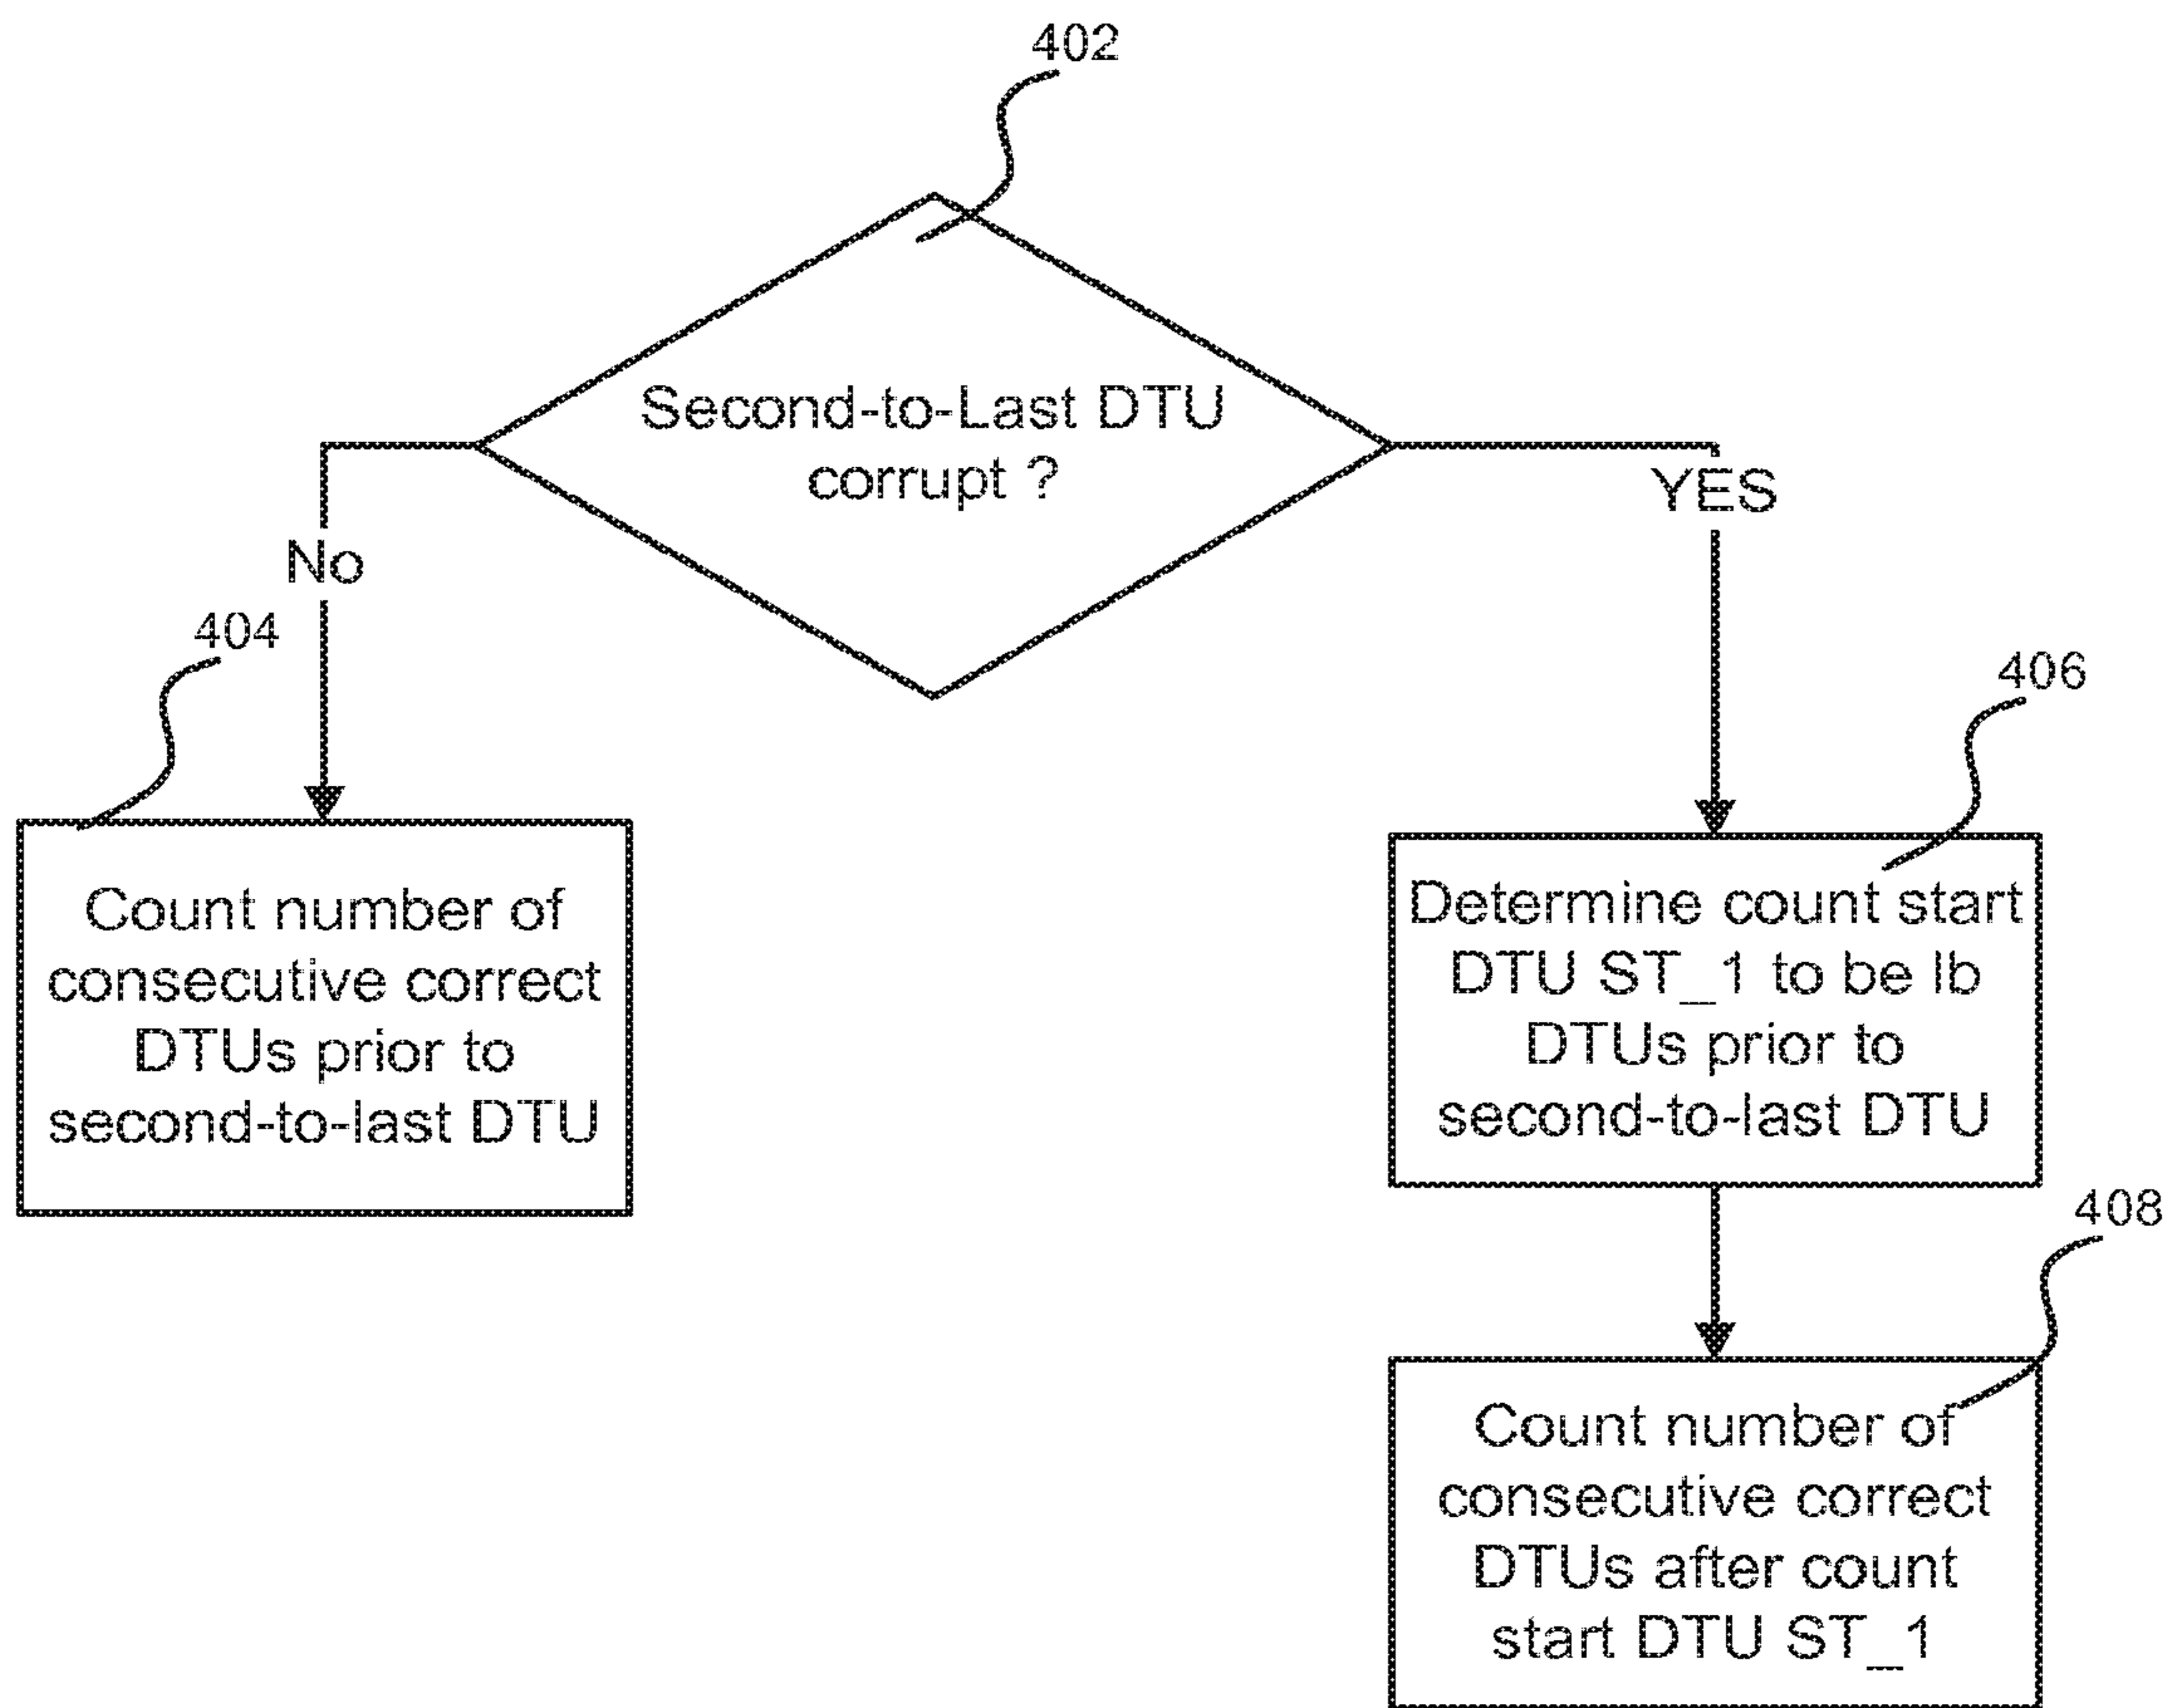 402
Second-to-Last DTU
corrupt ?
YES
No
404
406
Count number of
consecutive correct
DTUs prior to
second-to-last DTU
Determine count start
DTU ST_1 to be lb
DTUs prior to
second-to-last DTU
408
Count number of
consecutive correct
DTUs after count
start DTU ST_1